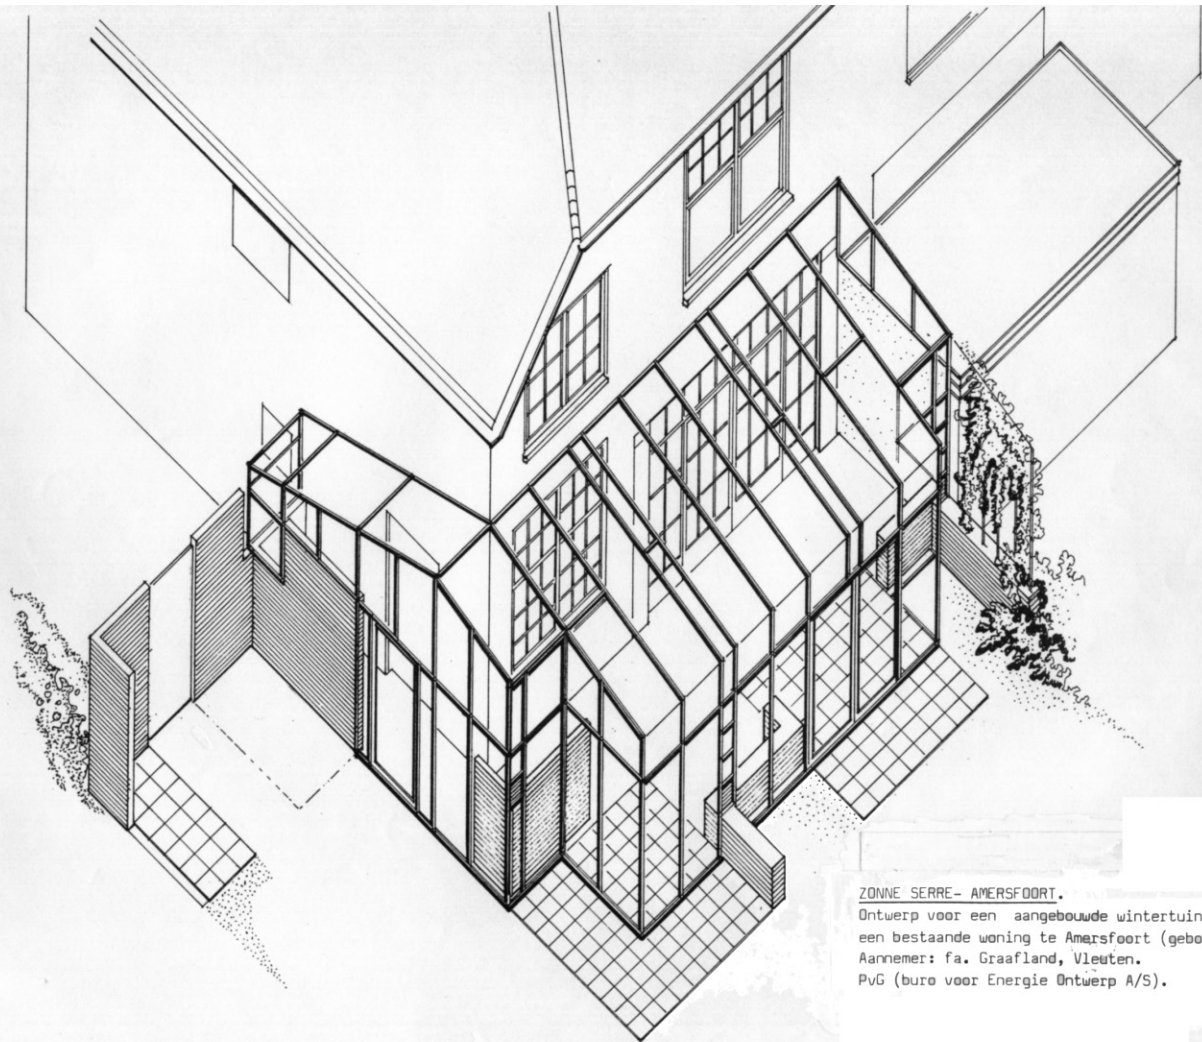 ZONNE SERRE- AMERSFOORT.
Ontwerp voor een aangebouwde wintertuin
een bestaande woning te Amersfoort (gebo
Aannemer: fa. Graafland, Vleuten.
PvG (buro voor Energie Ontwerp A/S).